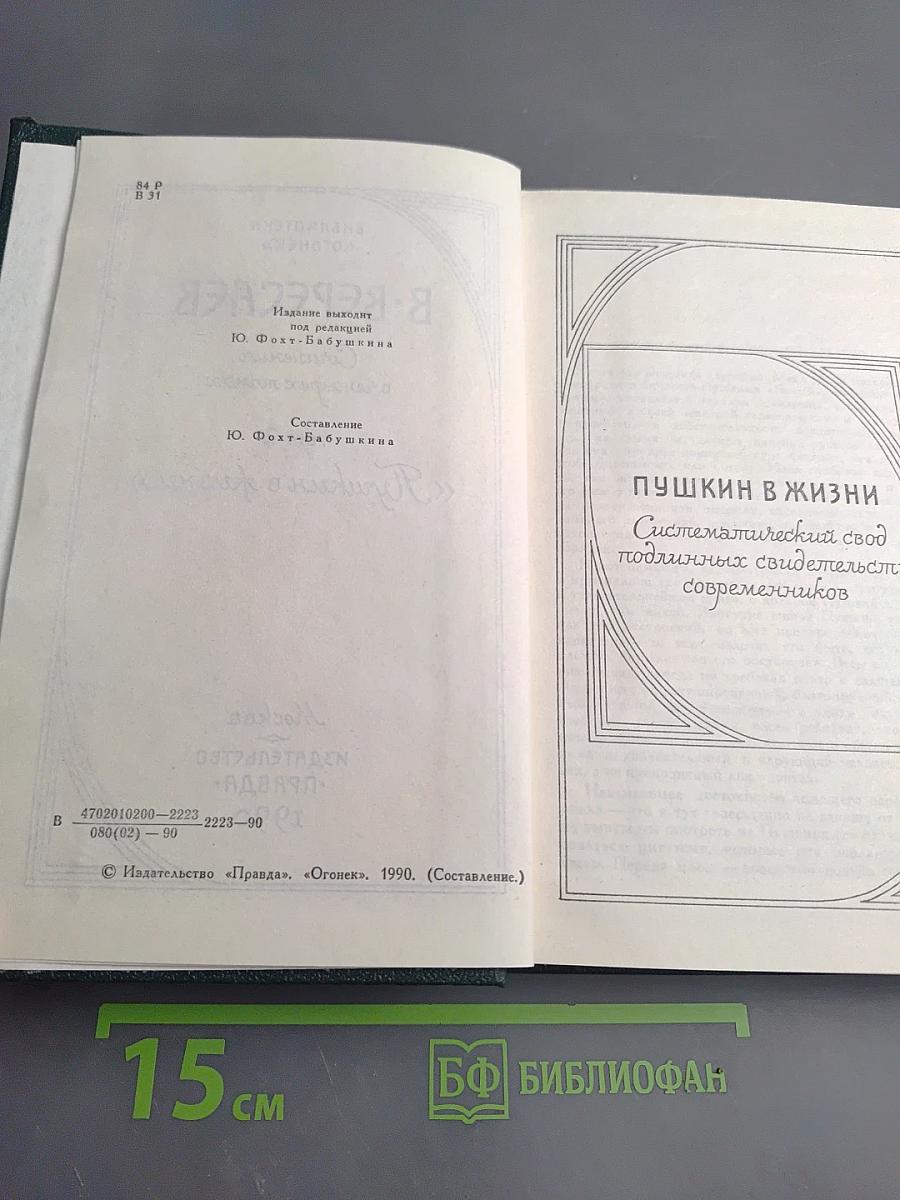 84 Р
В 31
Издание выходит
под редакцией
Ю. Фохт-Бабушкина
Составление
Ю. Фохт-Бабушкина
В 4702010200—2223
080(02) — 90
2223—90
© Издательство «Правда». «Огонек». 1990. (Составление.)
ПУШКИН В ЖИЗНИ
Систематический свод
подлинных свидетельств
современников
15 см
БФ БИБЛИОФАН